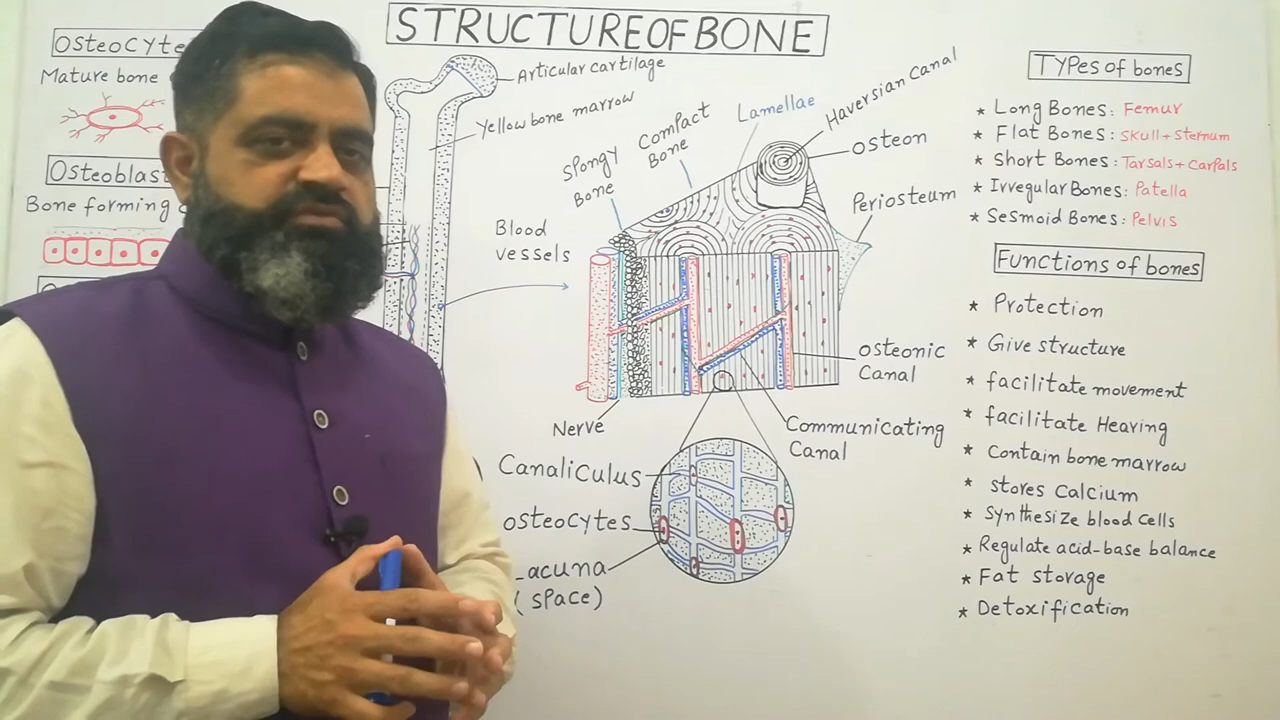 STRUCTURE OF BONE
Osteocyte
Mature bone
Osteoblast
Bone forming
Articular cartilage
Yellow bone marrow
Blood
vessels
Spongy
Bone
Compact
Bone
Lamellae
Haversian Canal
osteon
Periosteum
osteonic
Canal
Communicating
Canal
Nerve
Canaliculus
osteocytes
acuna
(space)
Types of bones
* Long Bones: Femur
* Flat Bones: Skull + Sternum
* Short Bones: Tarsals + Carpals
* Irregular Bones: Patella
* Sesmoid Bones: Pelvis
Functions of bones
* Protection
* Give structure
* facilitate movement
* facilitate Hearing
* Contain bone marrow
* stores Calcium
* Synthesize blood cells
* Regulate acid-base balance
* Fat storage
* Detoxification